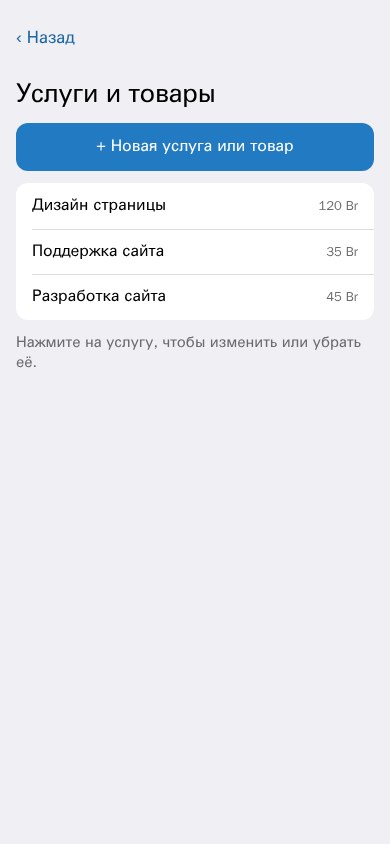 ‹ Назад
Услуги и товары
+ Новая услуга или товар
Дизайн страницы 120 Br
Поддержка сайта 35 Br
Разработка сайта 45 Br
Нажмите на услугу, чтобы изменить или убрать
её.